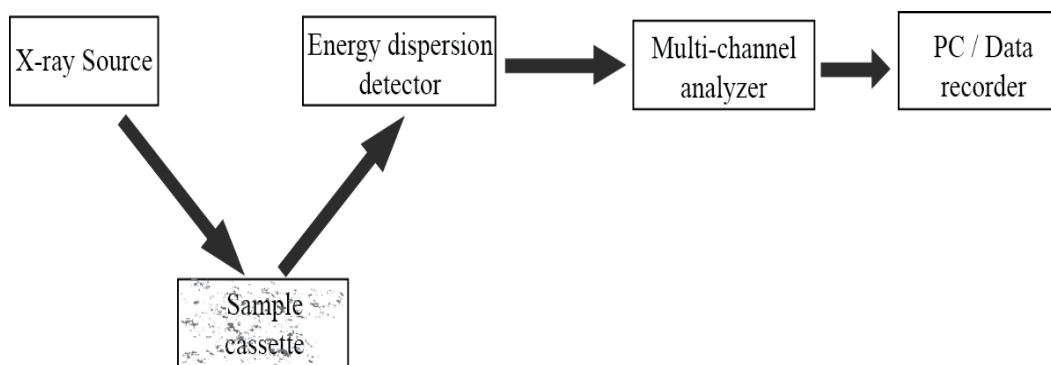 X-ray Source
Energy dispersion
detector
Multi-channel
analyzer
PC / Data
recorder
Sample
cassette